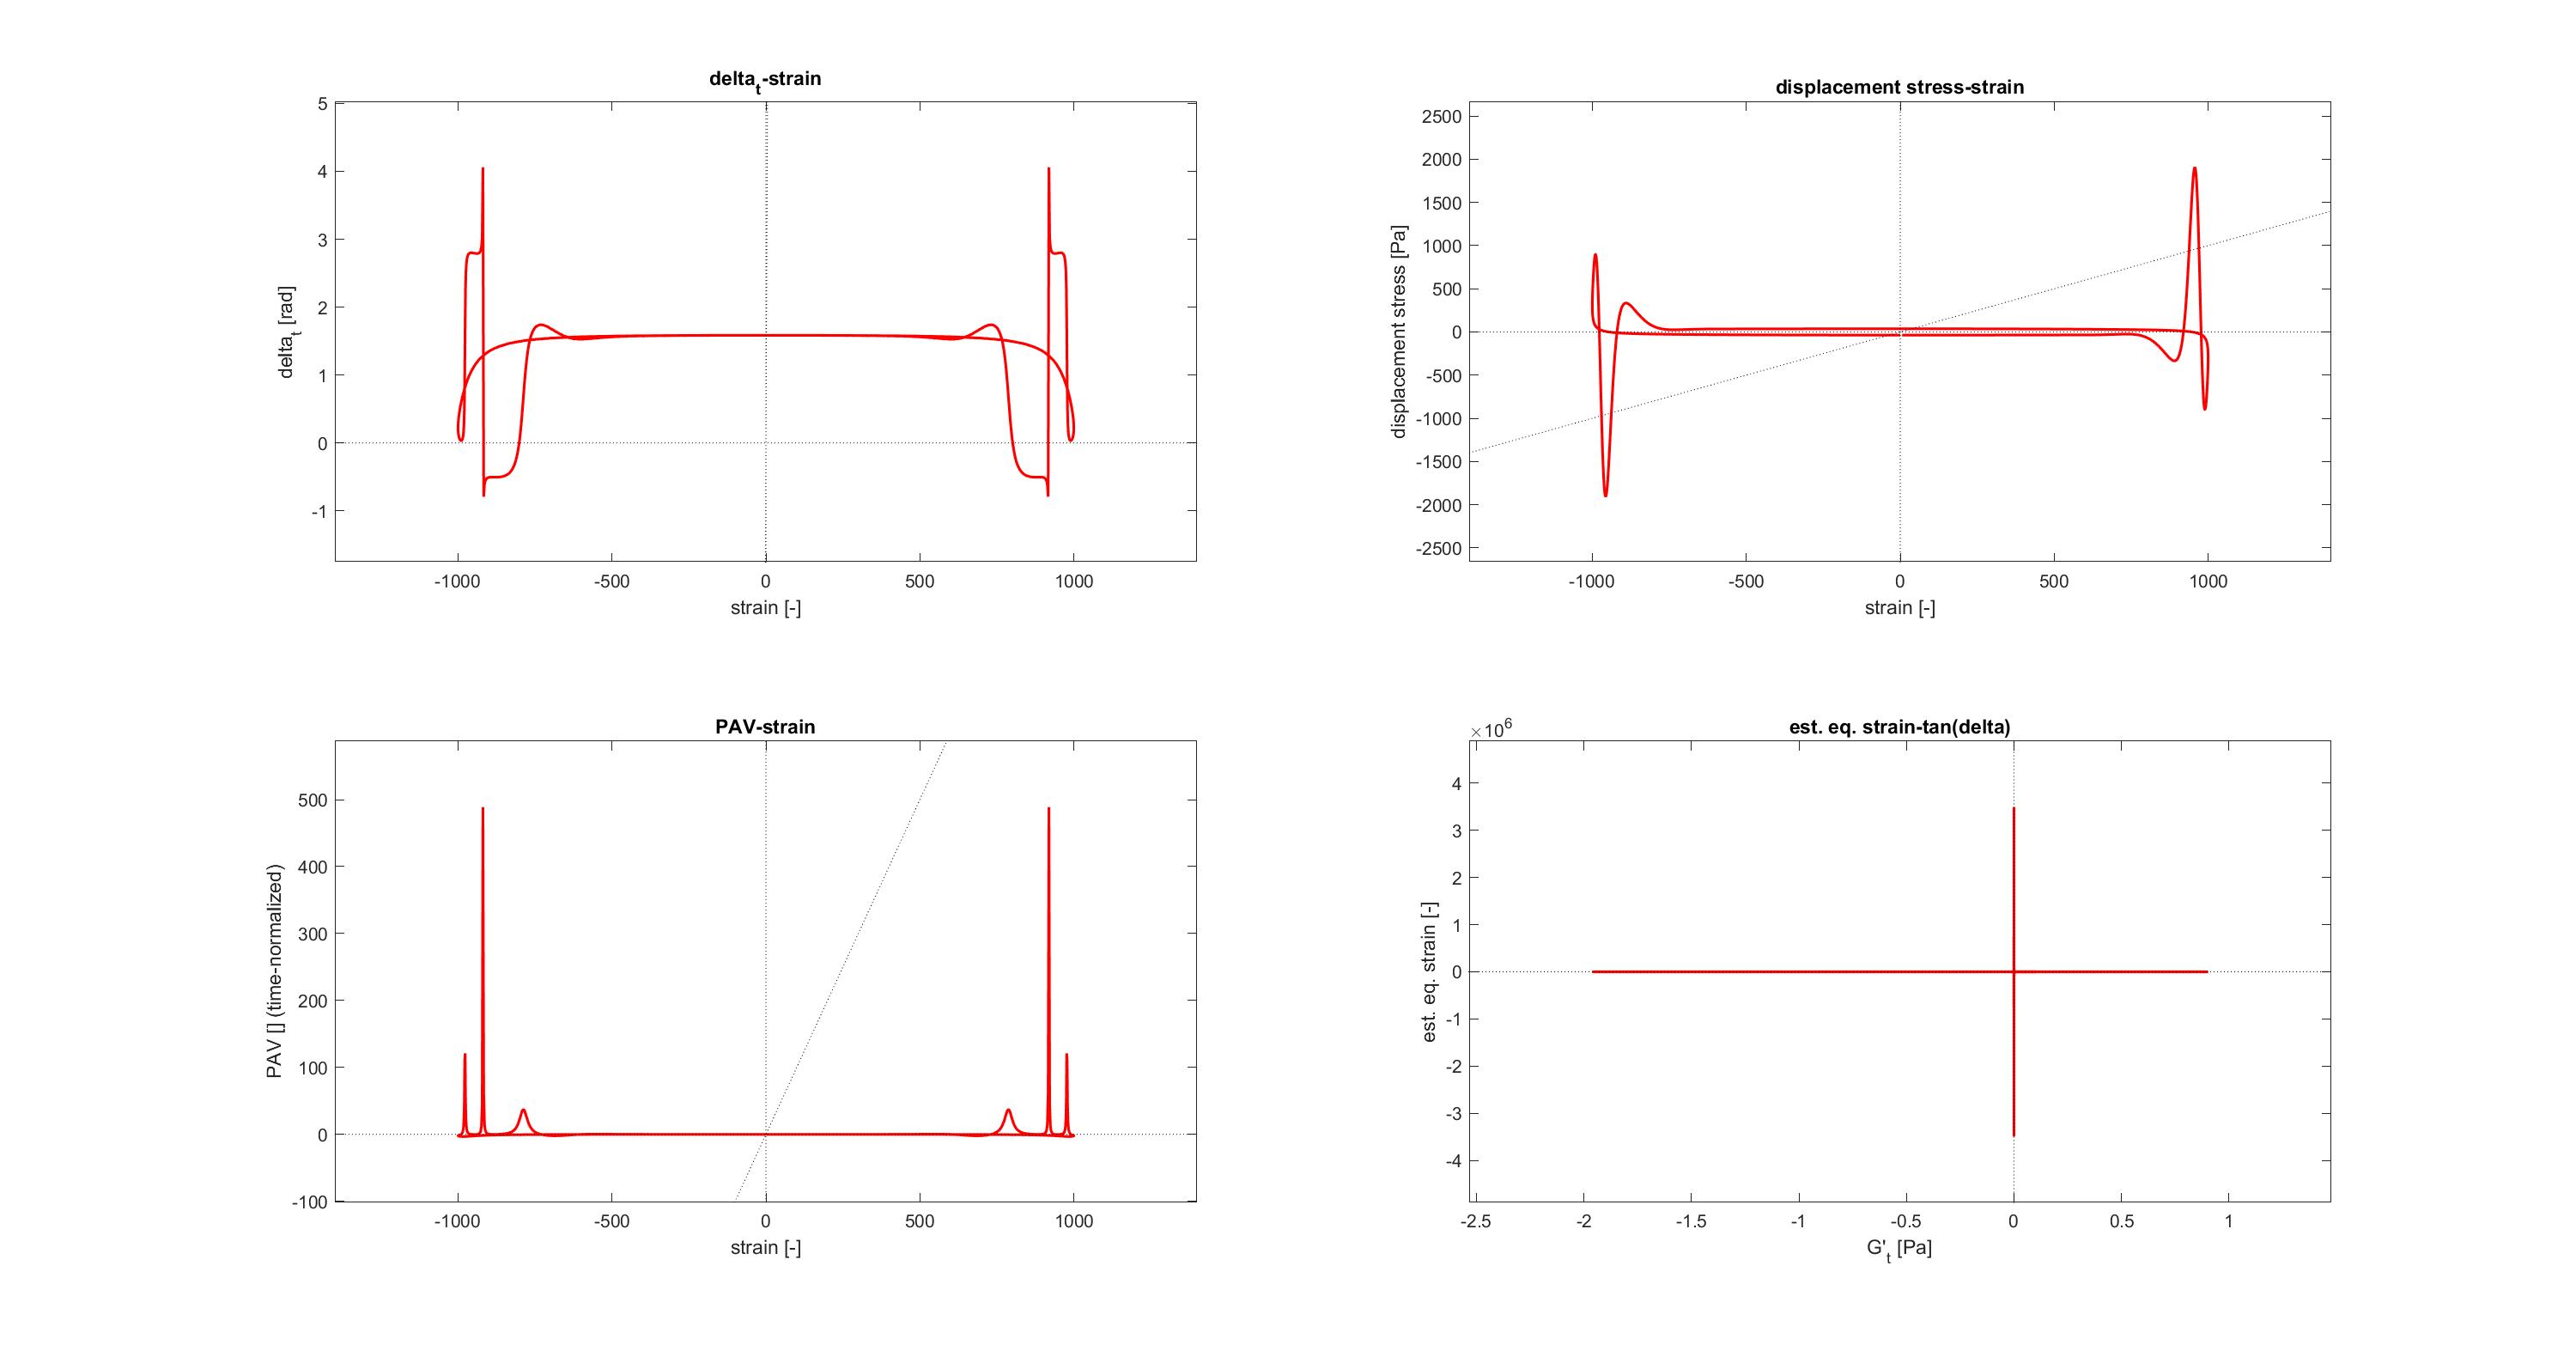 delta_t-strain
5
4
3
2
1
0
-1
delta_t [rad]
-1000 -500 0 500 1000
strain [-]
displacement stress-strain
2500
2000
1500
1000
500
0
-500
-1000
-1500
-2000
-2500
displacement stress [Pa]
-1000 -500 0 500 1000
strain [-]
PAV-strain
500
400
300
200
100
0
-100
PAV [] (time-normalized)
-1000 -500 0 500 1000
strain [-]
est. eq. strain-tan(delta)
×10^6
4
3
2
1
0
-1
-2
-3
-4
est. eq. strain [-]
-2.5 -2 -1.5 -1 -0.5 0 0.5 1
G'_t [Pa]